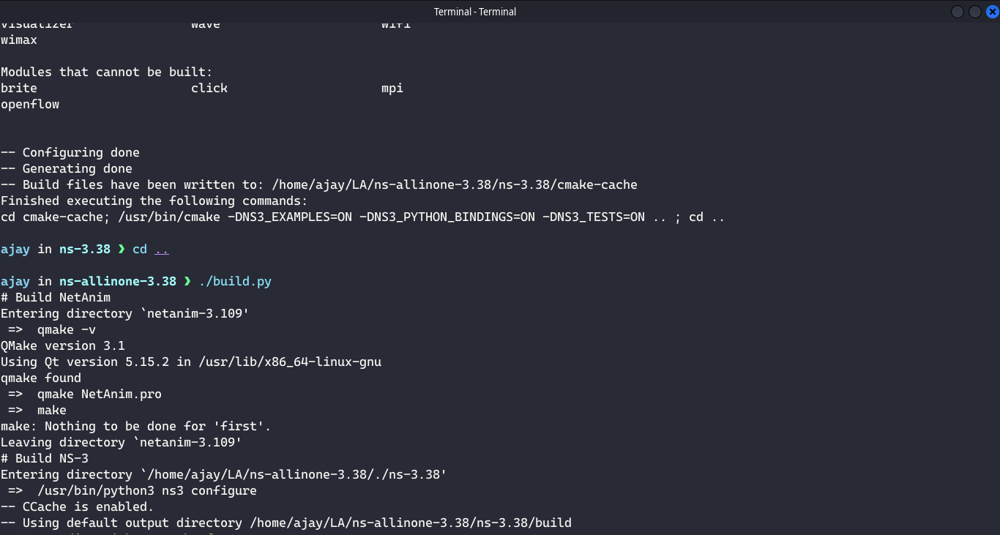 Terminal - Terminal
visualizer wave wifi
wimax
Modules that cannot be built:
brite click mpi
openflow
-- Configuring done
-- Generating done
-- Build files have been written to: /home/ajay/LA/ns-allinone-3.38/ns-3.38/cmake-cache
Finished executing the following commands:
cd cmake-cache; /usr/bin/cmake -DNS3_EXAMPLES=ON -DNS3_PYTHON_BINDINGS=ON -DNS3_TESTS=ON .. ; cd ..
ajay in ns-3.38 ❯ cd ..
ajay in ns-allinone-3.38 ❯ ./build.py
# Build NetAnim
Entering directory `netanim-3.109'
=> qmake -v
QMake version 3.1
Using Qt version 5.15.2 in /usr/lib/x86_64-linux-gnu
qmake found
=> qmake NetAnim.pro
=> make
make: Nothing to be done for 'first'.
Leaving directory `netanim-3.109'
# Build NS-3
Entering directory `/home/ajay/LA/ns-allinone-3.38/./ns-3.38'
=> /usr/bin/python3 ns3 configure
-- CCache is enabled.
-- Using default output directory /home/ajay/LA/ns-allinone-3.38/ns-3.38/build